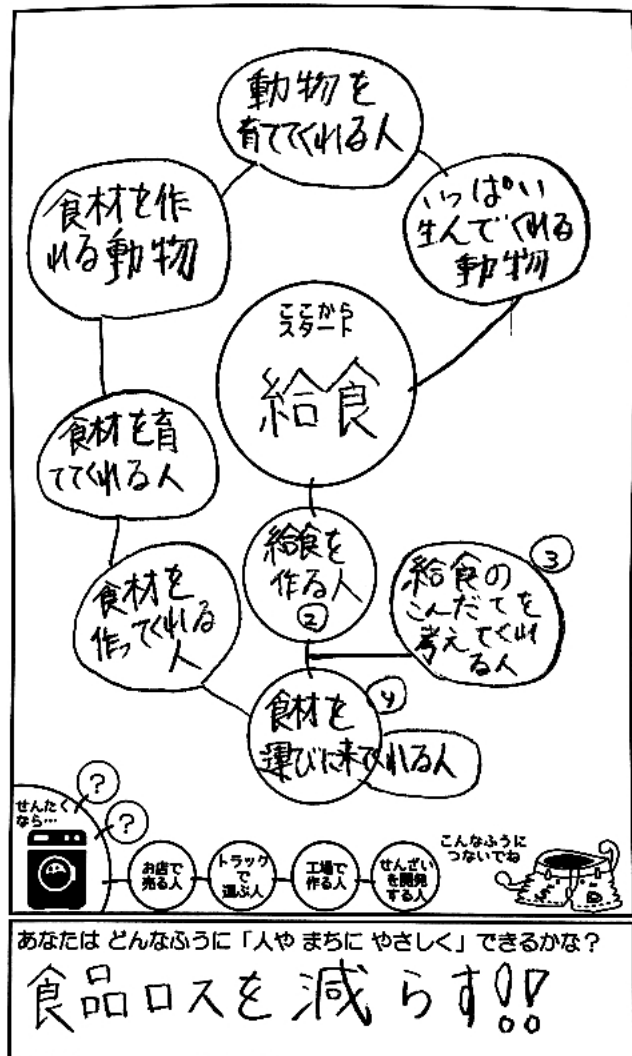 動物を
育ててくれる人
いっぱい
生んでくれる
動物
食材を作
れる動物
ここから
スタート
給食
食材を育
ててくれる人
給食を
作る人
②
③
給食の
こんだてを
考えてくれ
る人
食材を
作ってくれる
人
④
食材を
運びに来てくれる人
?
?
せんたく
なら…
お店で
売る人
トラックで
運ぶ人
工場で
作る人
せんざい
を開発
する人
こんなふうに
つないでね
あなたは どんなふうに「人や まちに やさしく」できるかな?
食品ロスを減らす!!